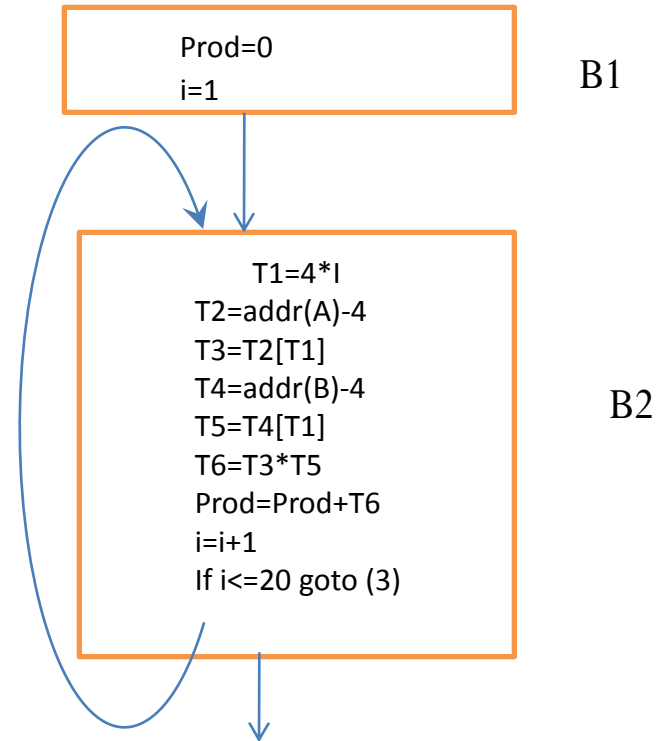 Prod=0
i=1
B1
T1=4*I
T2=addr(A)-4
T3=T2[T1]
T4=addr(B)-4
T5=T4[T1]
T6=T3*T5
Prod=Prod+T6
i=i+1
If i<=20 goto (3)
B2